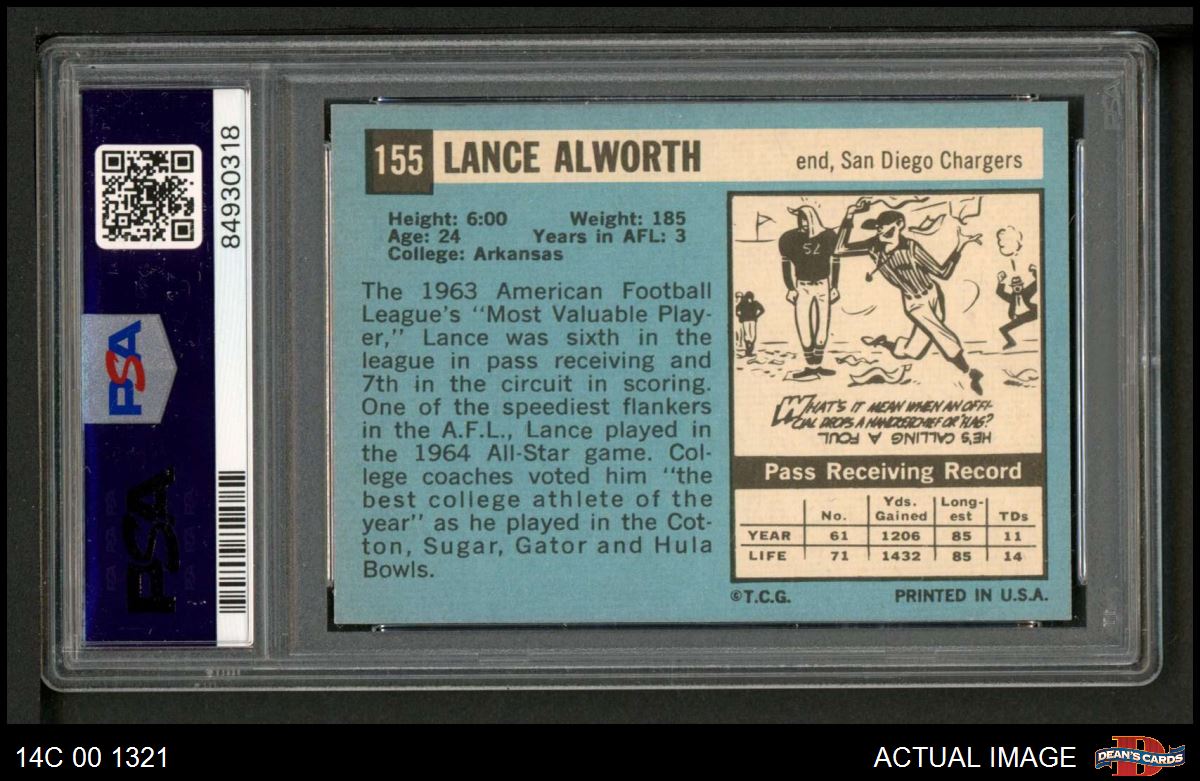 84930318
PSA
PSA
155 LANCE ALWORTH end, San Diego Chargers
Height: 6:00 Weight: 185
Age: 24 Years in AFL: 3
College: Arkansas
The 1963 American Football
League's "Most Valuable Play-
er," Lance was sixth in the
league in pass receiving and
7th in the circuit in scoring.
One of the speediest flankers
in the A.F.L., Lance played in
the 1964 All-Star game. Col-
lege coaches voted him "the
best college athlete of the
year" as he played in the Cot-
ton, Sugar, Gator and Hula
Bowls.
52
WHAT'S IT MEAN WHEN AN OFFI-
CIAL DROPS A HANDKERCHIEF OR 'FLAG?
HE'S CALLING A FOUL
Pass Receiving Record
No. Yds. Gained Long-est TDs
YEAR 61 1206 85 11
LIFE 71 1432 85 14
©T.C.G. PRINTED IN U.S.A.
14C 00 1321
ACTUAL IMAGE
DEAN'S CARDS